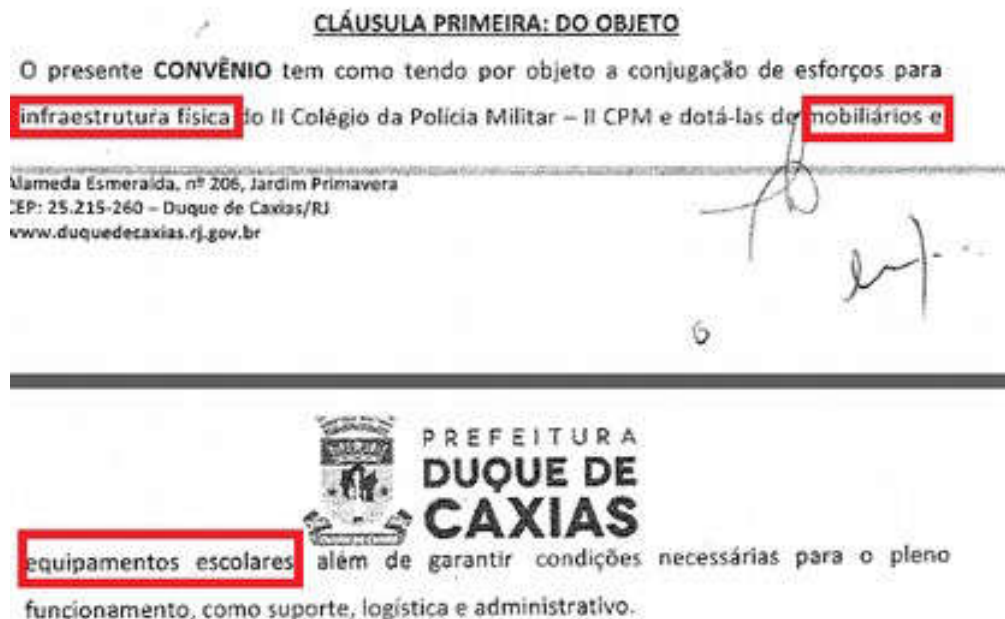 CLÁUSULA PRIMEIRA: DO OBJETO
O presente CONVÊNIO tem como tendo por objeto a conjugação de esforços para
infraestrutura física do II Colégio da Polícia Militar – II CPM e dotá-las de mobiliários e
Alameda Esmeralda, nº 206, Jardim Primavera
CEP: 25.215-260 – Duque de Caxias/RJ
www.duquedecaxias.rj.gov.br
PREFEITURA
DUQUE DE
CAXIAS
equipamentos escolares além de garantir condições necessárias para o pleno
funcionamento, como suporte, logística e administrativo.